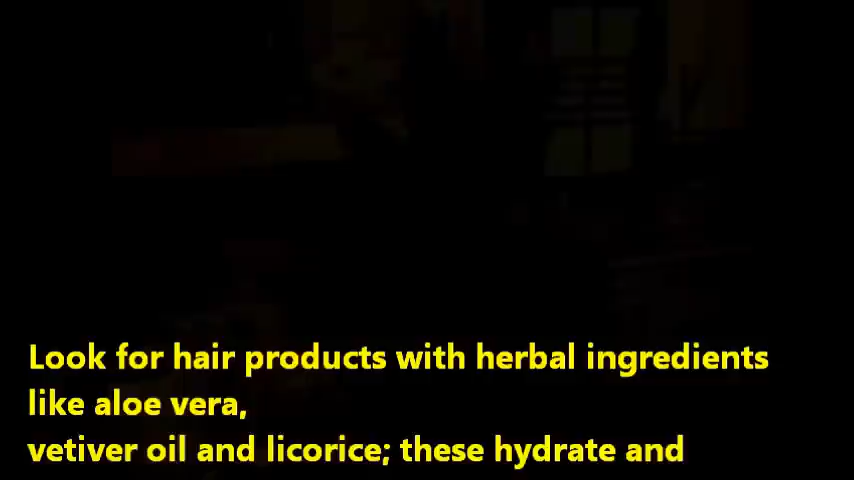 Look for hair products with herbal ingredients
like aloe vera,
vetiver oil and licorice; these hydrate and